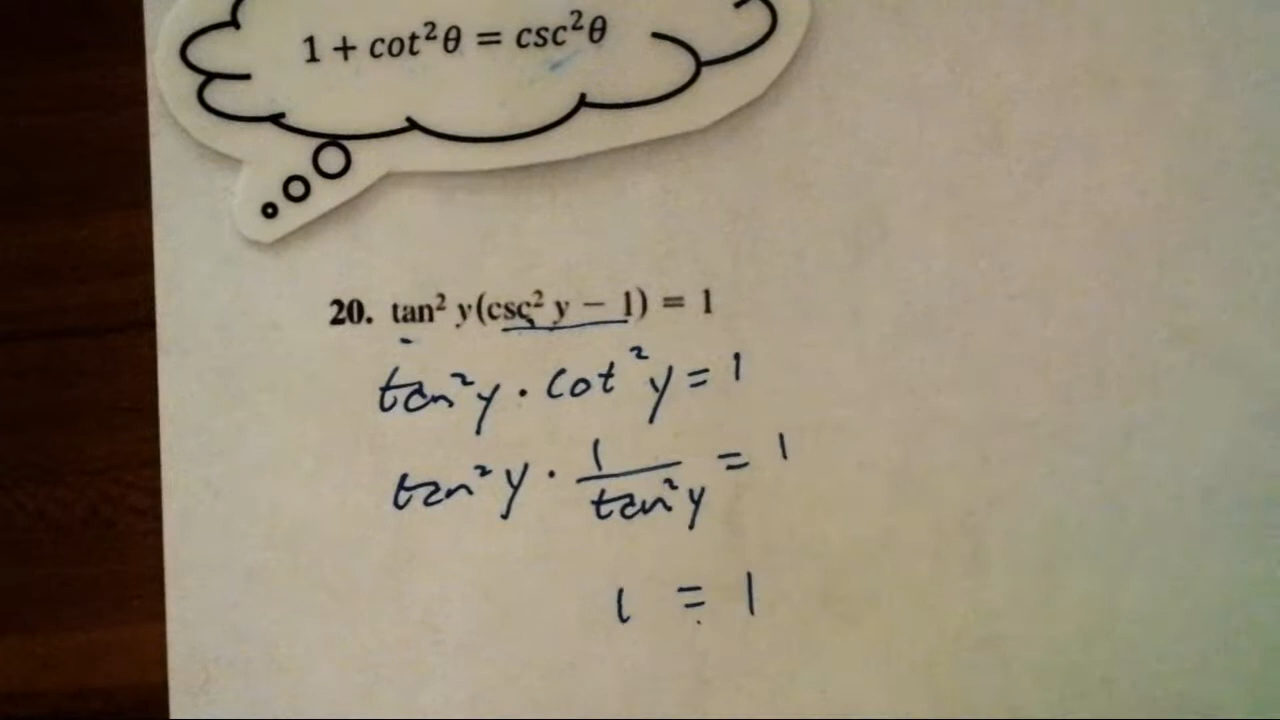 1 + cot²θ = csc²θ
20. tan² y(csc² y − 1) = 1
tan²y · cot²y = 1
tan²y · 1/tan²y = 1
1 = 1